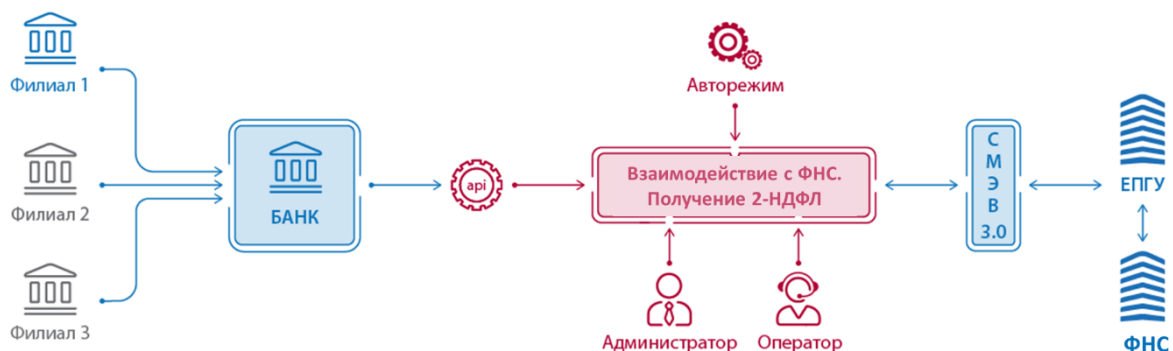 Филиал 1
Филиал 2
Филиал 3
БАНК
api
Авторежим
Взаимодействие с ФНС.
Получение 2-НДФЛ
Администратор
Оператор
С
М
Э
В
3.0
ЕПГУ
ФНС